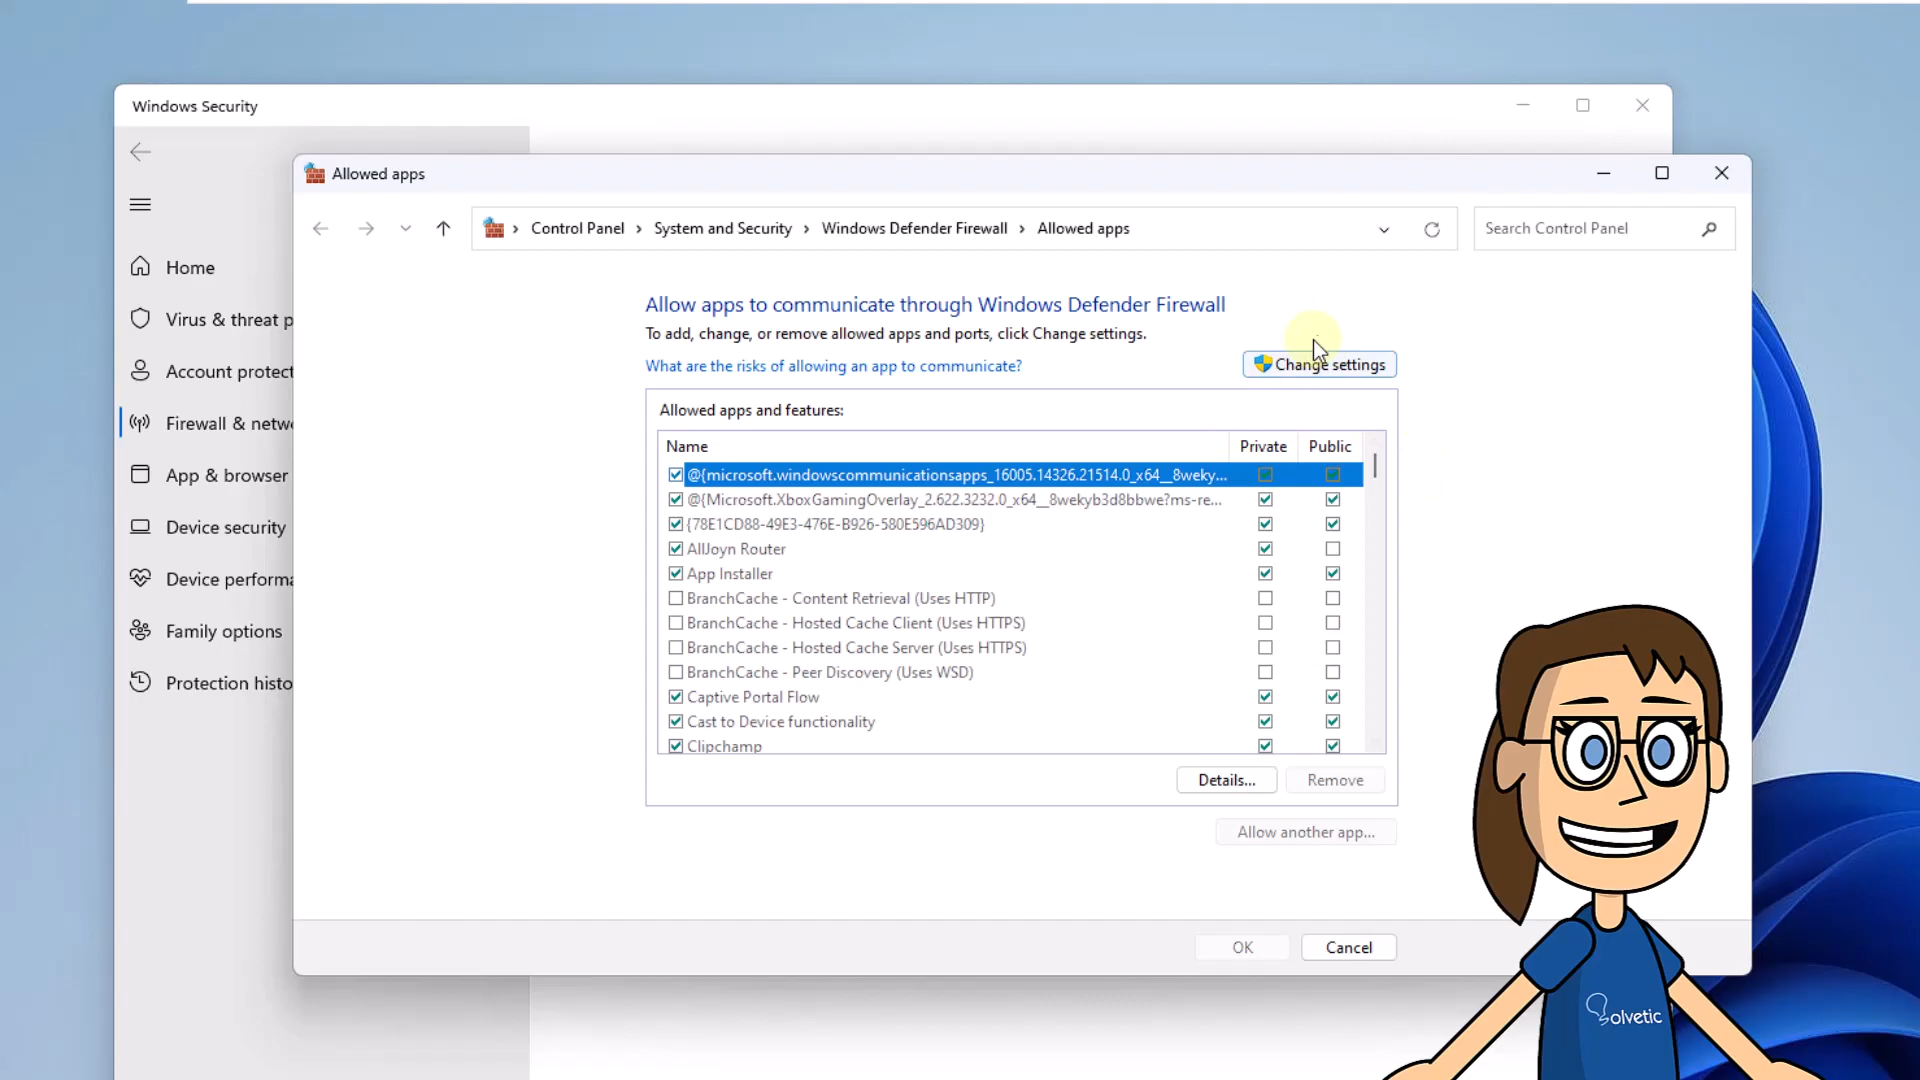 Windows Security
Allowed apps
Control Panel > System and Security > Windows Defender Firewall > Allowed apps
Search Control Panel
Home
Virus & threat p
Account protect
Firewall & netw
App & browser
Device security
Device performa
Family options
Protection histo
Allow apps to communicate through Windows Defender Firewall
To add, change, or remove allowed apps and ports, click Change settings.
What are the risks of allowing an app to communicate?
Change settings
Allowed apps and features:
Name Private Public
@{microsoft.windowscommunicationsapps_16005.14326.21514.0_x64__8weky...
@{Microsoft.XboxGamingOverlay_2.622.3232.0_x64__8wekyb3d8bbwe?ms-re...
{78E1CD88-49E3-476E-B926-580E596AD309}
AllJoyn Router
App Installer
BranchCache - Content Retrieval (Uses HTTP)
BranchCache - Hosted Cache Client (Uses HTTPS)
BranchCache - Hosted Cache Server (Uses HTTPS)
BranchCache - Peer Discovery (Uses WSD)
Captive Portal Flow
Cast to Device functionality
Clipchamp
Details... Remove
Allow another app...
OK Cancel
Solvetic